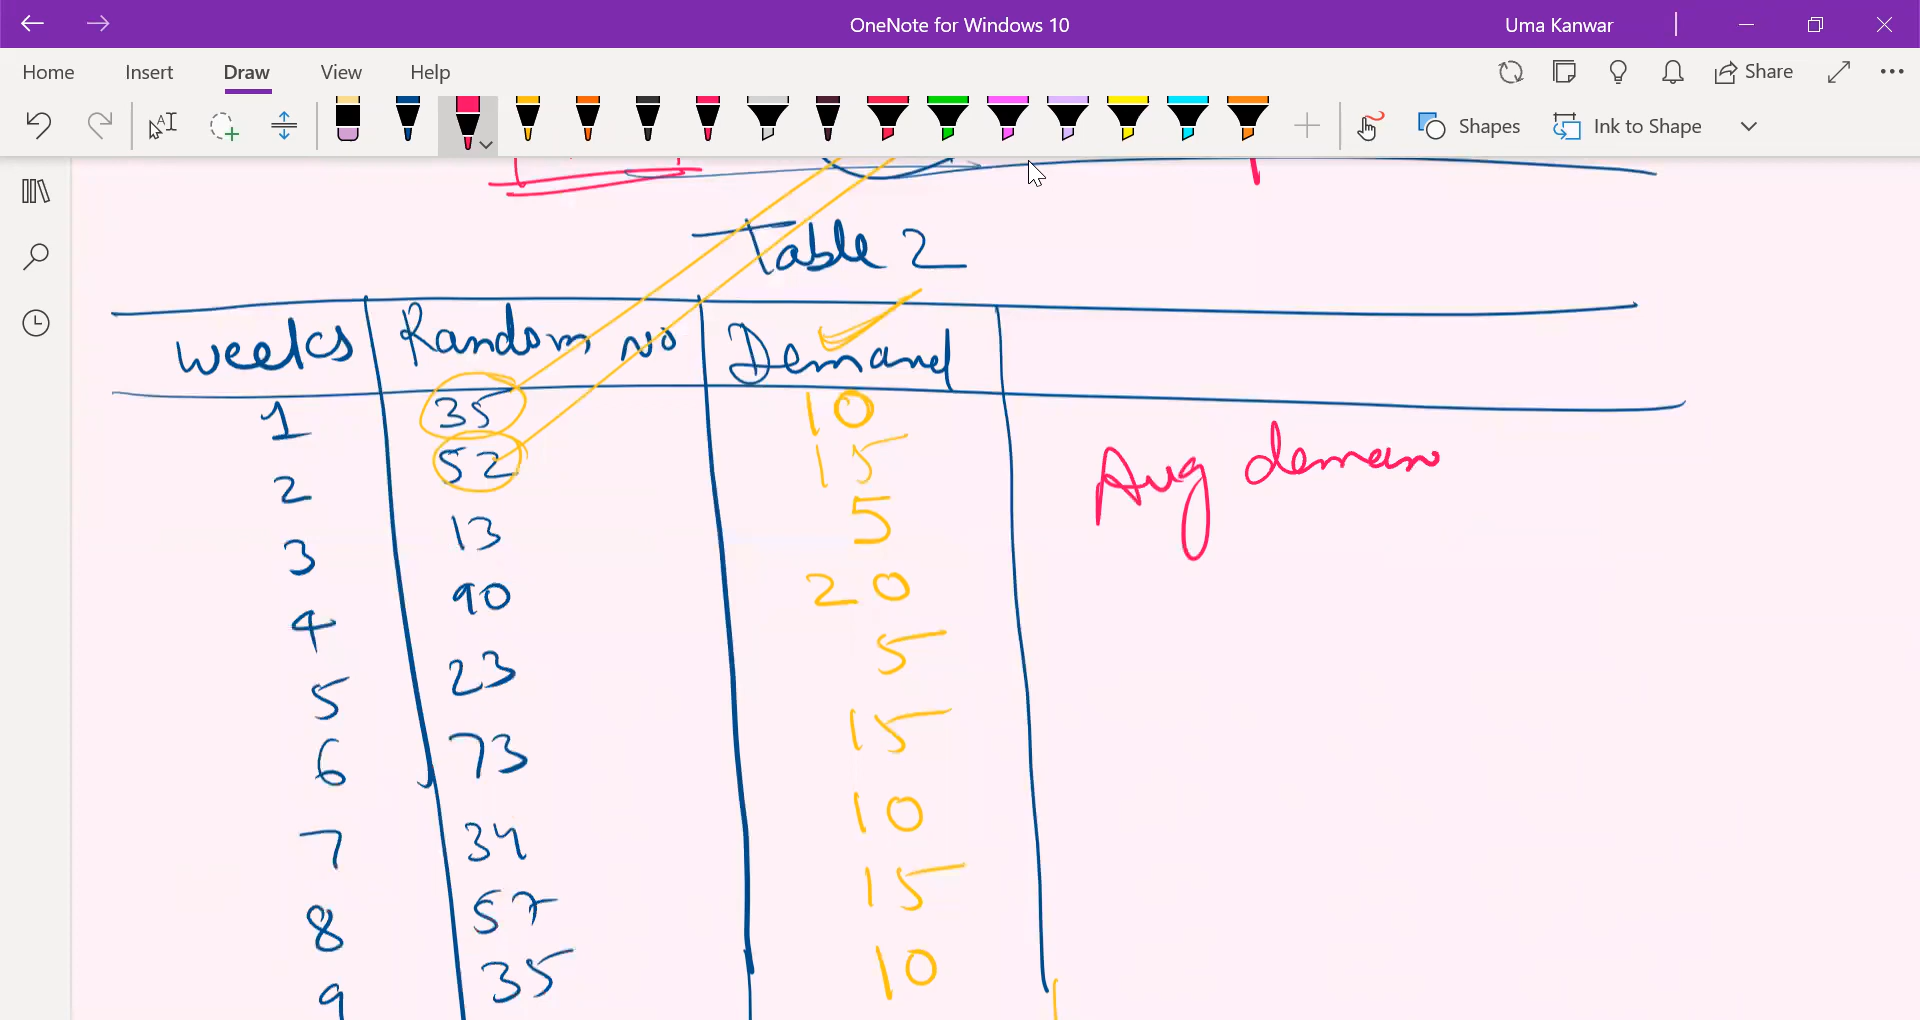 OneNote for Windows 10
Uma Kanwar
Home Insert Draw View Help
Share
Shapes
Ink to Shape
Table 2
weeks Random no Demand
1 35 10
2 52 15
3 13 5
4 90 20
5 23 5
6 73 15
7 34 10
8 57 15
9 35 10
Avg deman